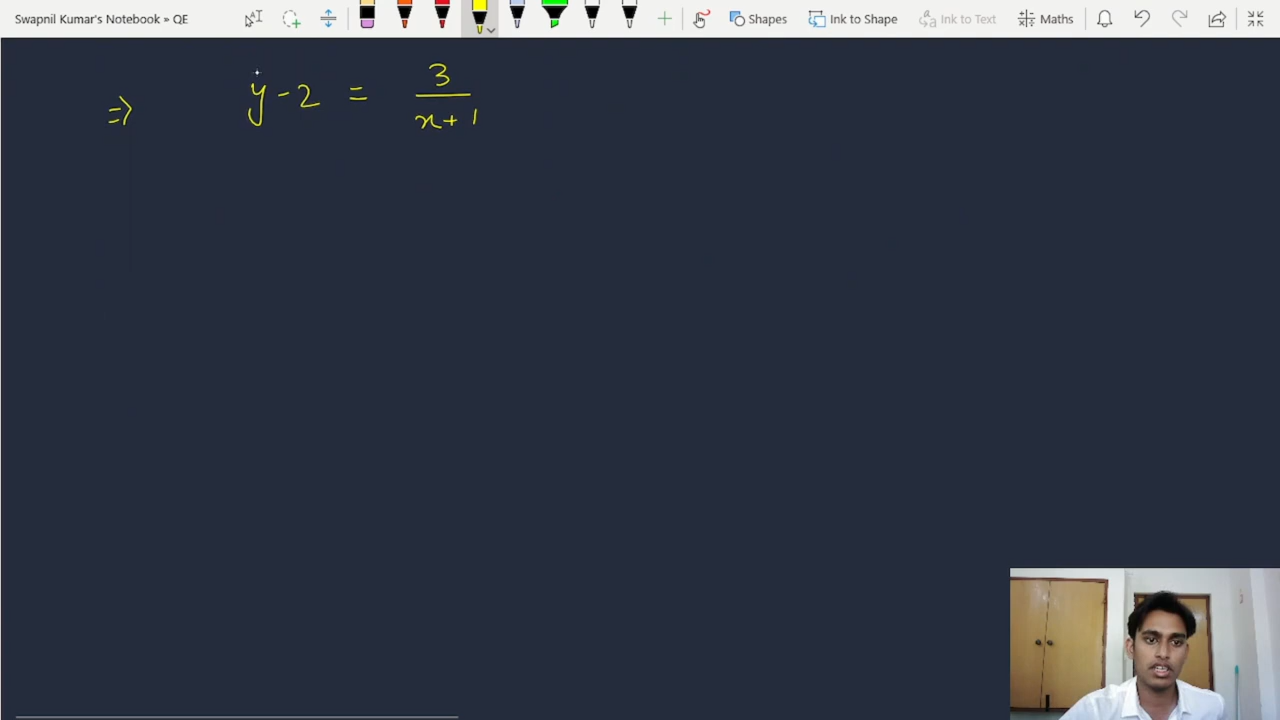 Swapnil Kumar's Notebook » QE
Shapes
Ink to Shape
Ink to Text
Maths
⇒ y - 2 = 3/(x+1)